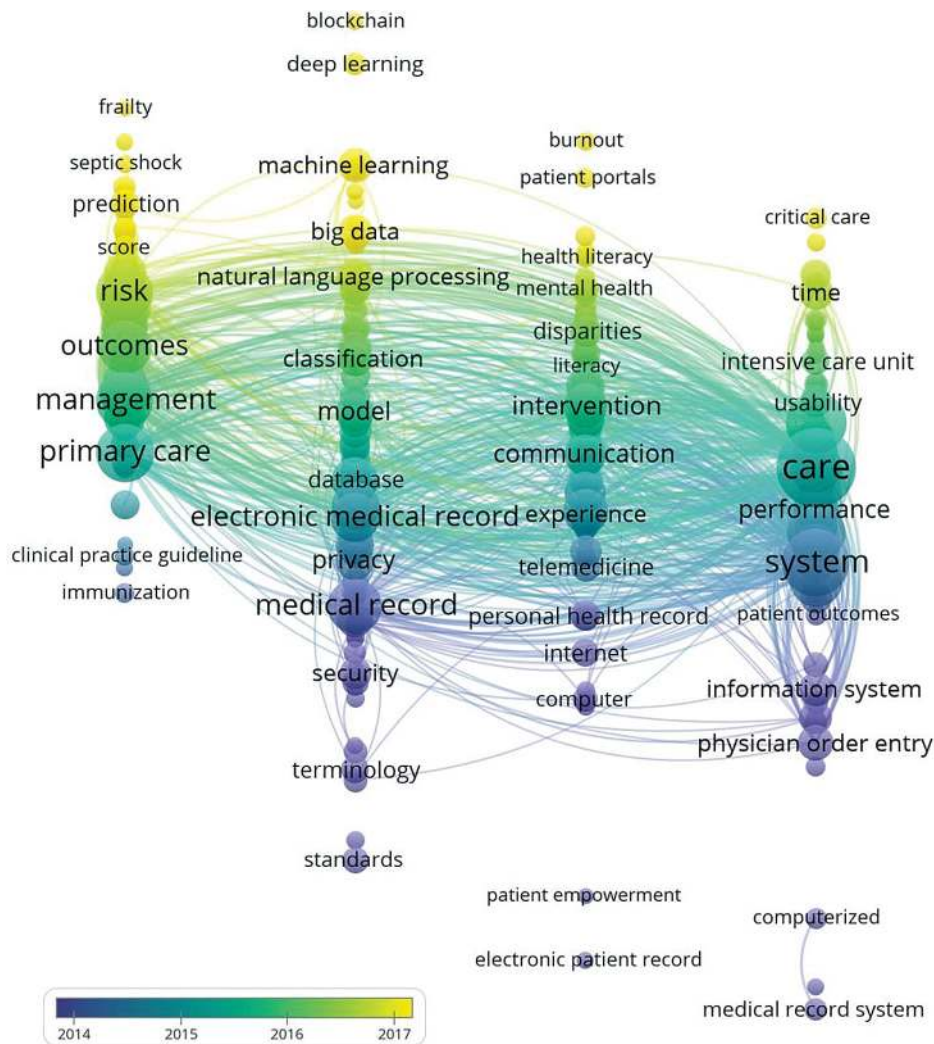 blockchain
deep learning
frailty
burnout
septic shock
machine learning
patient portals
prediction
critical care
big data
score
health literacy
natural language processing
mental health
risk
time
disparities
outcomes
classification
literacy
intensive care unit
management
model
intervention
usability
primary care
communication
care
database
performance
electronic medical record
experience
clinical practice guideline
privacy
telemedicine
system
immunization
medical record
personal health record
patient outcomes
internet
security
computer
information system
physician order entry
terminology
standards
patient empowerment
computerized
electronic patient record
medical record system
2014 2015 2016 2017